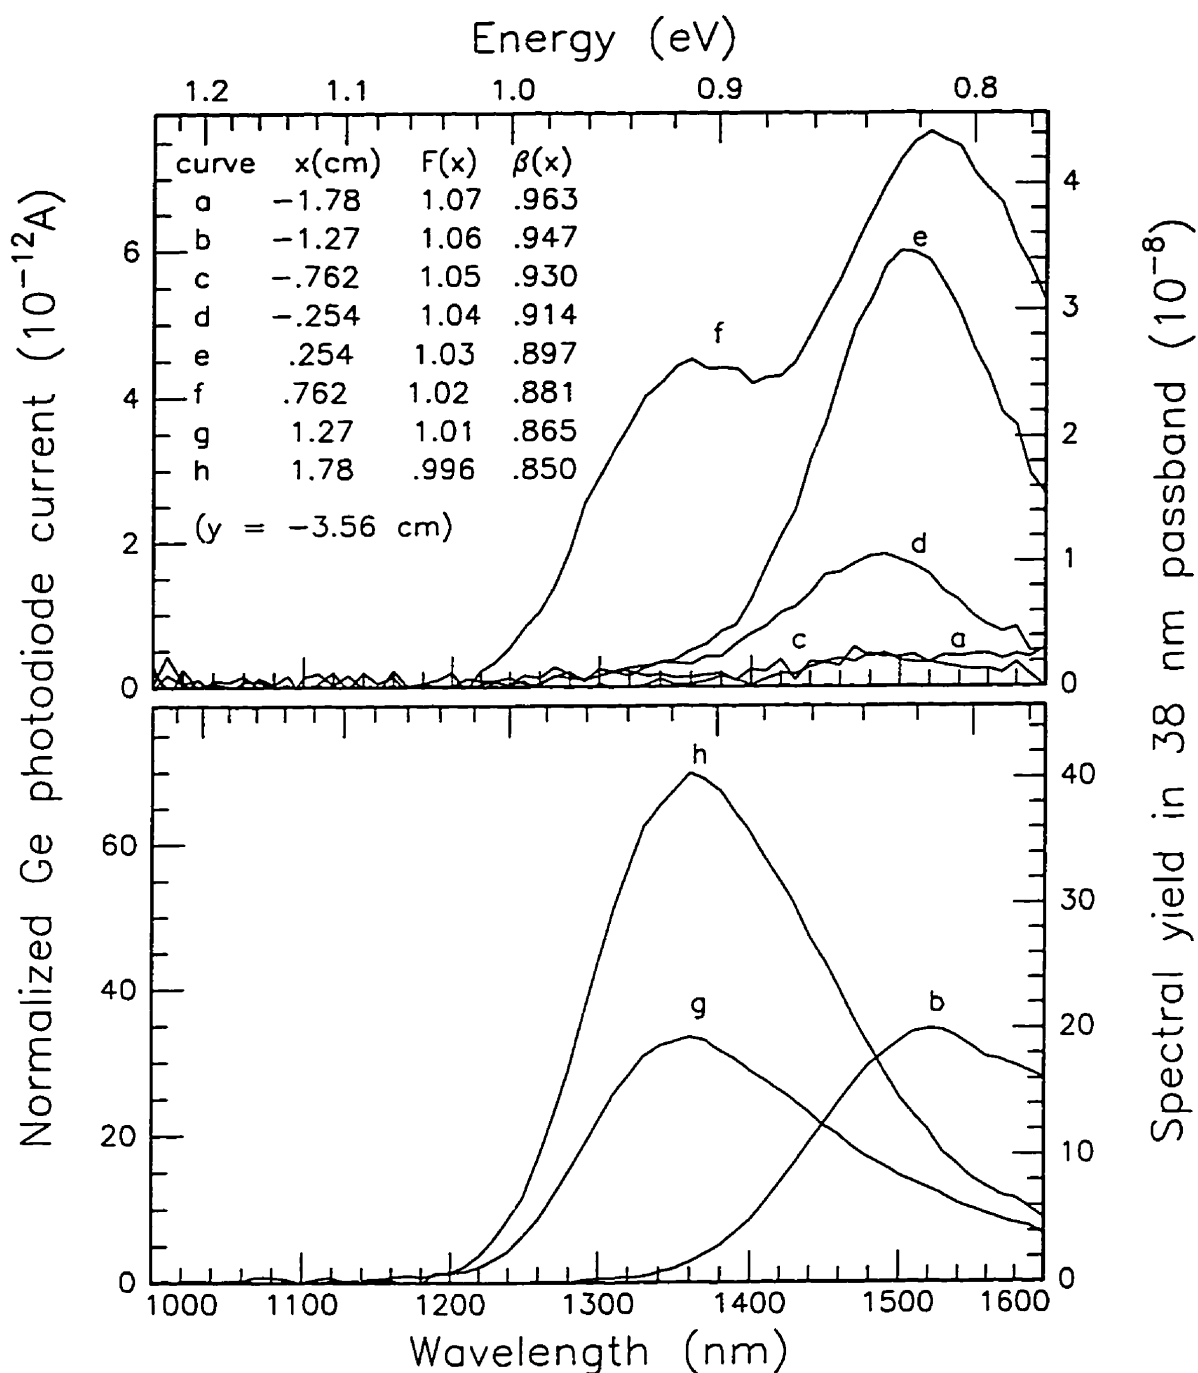 Energy (eV)
1.2 1.1 1.0 0.9 0.8
curve x(cm) F(x) β(x)
a −1.78 1.07 .963
b −1.27 1.06 .947
c −.762 1.05 .930
d −.254 1.04 .914
e .254 1.03 .897
f .762 1.02 .881
g 1.27 1.01 .865
h 1.78 .996 .850
(y = −3.56 cm)
f
e
d
c
a
6
4
2
0
4
3
2
1
0
h
g
b
60
40
20
0
40
30
20
10
0
1000 1100 1200 1300 1400 1500 1600
Wavelength (nm)
Normalized Ge photodiode current (10⁻¹²A)
Spectral yield in 38 nm passband (10⁻⁸)